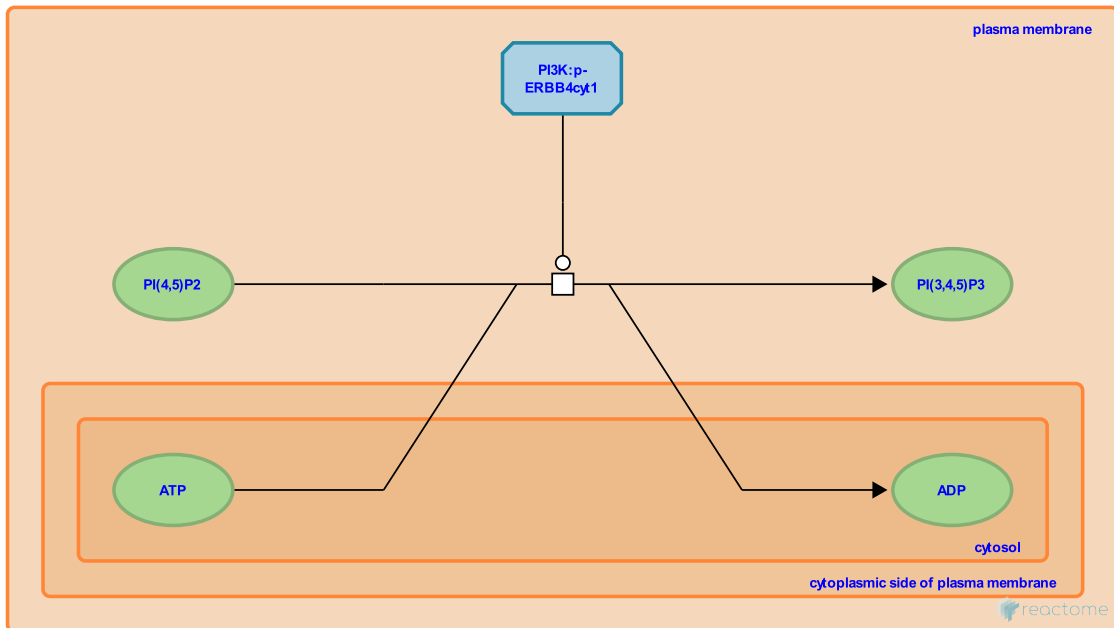 plasma membrane
PI3K:p-
ERBB4cyt1
PI(4,5)P2
PI(3,4,5)P3
ATP
ADP
cytosol
cytoplasmic side of plasma membrane
reactome